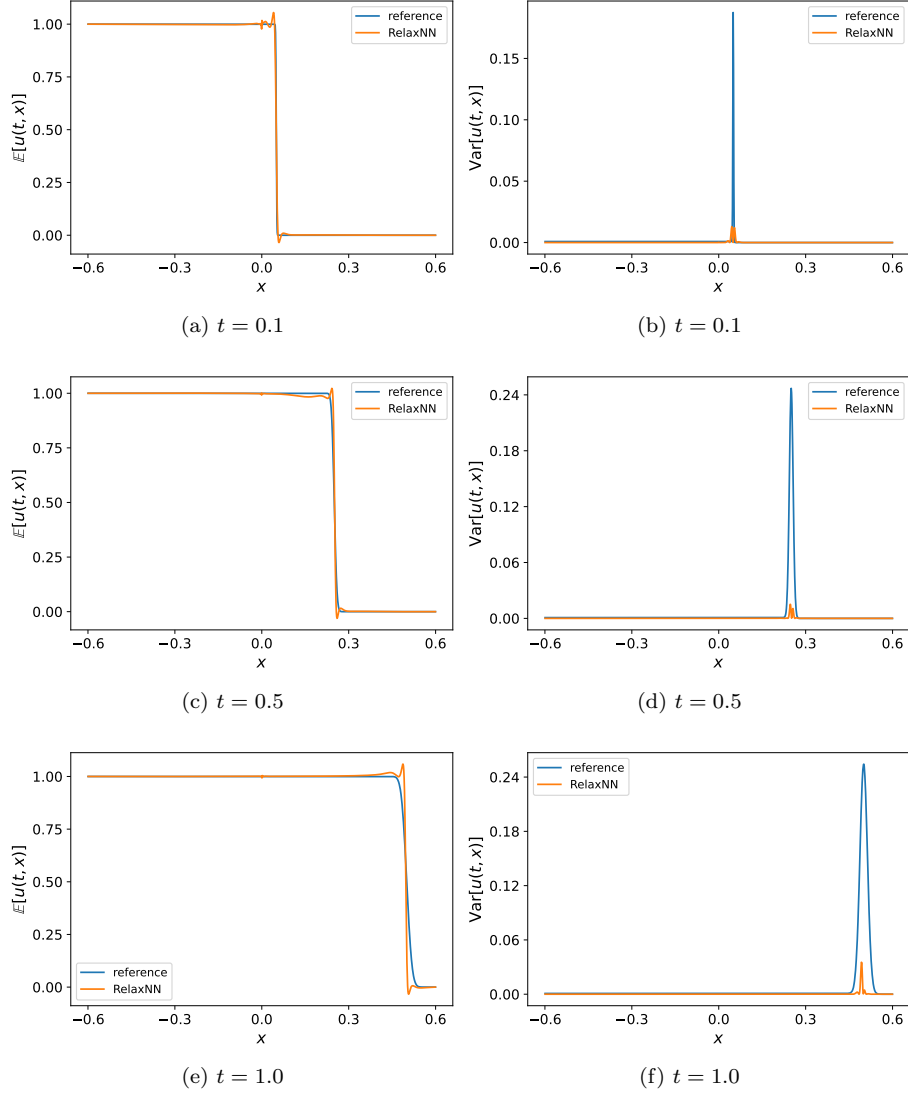 1.00
0.75
0.50
0.25
0.00
𝔼[u(t, x)]
−0.6 −0.3 0.0 0.3 0.6
x
reference
RelaxNN
(a) t = 0.1
0.15
0.10
0.05
0.00
Var[u(t, x)]
−0.6 −0.3 0.0 0.3 0.6
x
reference
RelaxNN
(b) t = 0.1
1.00
0.75
0.50
0.25
0.00
𝔼[u(t, x)]
−0.6 −0.3 0.0 0.3 0.6
x
reference
RelaxNN
(c) t = 0.5
0.24
0.18
0.12
0.06
0.00
Var[u(t, x)]
−0.6 −0.3 0.0 0.3 0.6
x
reference
RelaxNN
(d) t = 0.5
1.00
0.75
0.50
0.25
0.00
𝔼[u(t, x)]
−0.6 −0.3 0.0 0.3 0.6
x
reference
RelaxNN
(e) t = 1.0
0.24
0.18
0.12
0.06
0.00
Var[u(t, x)]
−0.6 −0.3 0.0 0.3 0.6
x
reference
RelaxNN
(f) t = 1.0